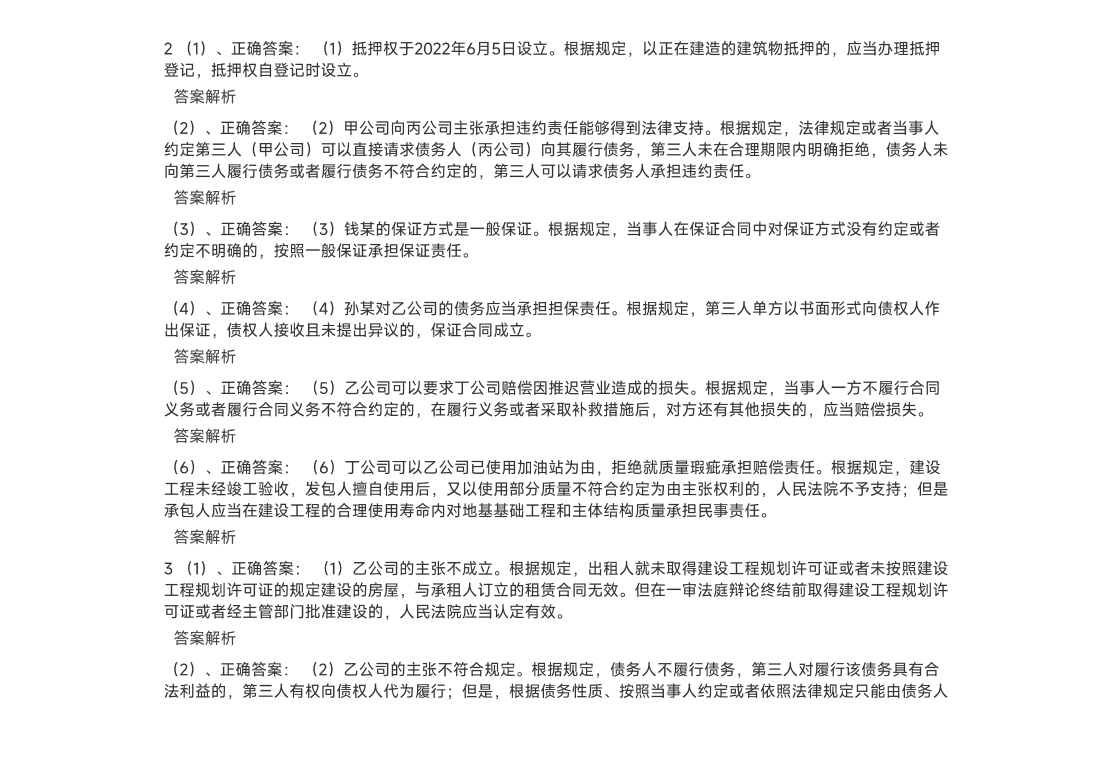 2 （1）、正确答案： （1）抵押权于2022年6月5日设立。根据规定，以正在建造的建筑物抵押的，应当办理抵押
登记，抵押权自登记时设立。
答案解析
（2）、正确答案： （2）甲公司向丙公司主张承担违约责任能够得到法律支持。根据规定，法律规定或者当事人
约定第三人（甲公司）可以直接请求债务人（丙公司）向其履行债务，第三人未在合理期限内明确拒绝，债务人未
向第三人履行债务或者履行债务不符合约定的，第三人可以请求债务人承担违约责任。
答案解析
（3）、正确答案： （3）钱某的保证方式是一般保证。根据规定，当事人在保证合同中对保证方式没有约定或者
约定不明确的，按照一般保证承担保证责任。
答案解析
（4）、正确答案： （4）孙某对乙公司的债务应当承担担保责任。根据规定，第三人单方以书面形式向债权人作
出保证，债权人接收且未提出异议的，保证合同成立。
答案解析
（5）、正确答案： （5）乙公司可以要求丁公司赔偿因推迟营业造成的损失。根据规定，当事人一方不履行合同
义务或者履行合同义务不符合约定的，在履行义务或者采取补救措施后，对方还有其他损失的，应当赔偿损失。
答案解析
（6）、正确答案： （6）丁公司可以乙公司已使用加油站为由，拒绝就质量瑕疵承担赔偿责任。根据规定，建设
工程未经竣工验收，发包人擅自使用后，又以使用部分质量不符合约定为由主张权利的，人民法院不予支持；但是
承包人应当在建设工程的合理使用寿命内对地基基础工程和主体结构质量承担民事责任。
答案解析
3 （1）、正确答案： （1）乙公司的主张不成立。根据规定，出租人就未取得建设工程规划许可证或者未按照建设
工程规划许可证的规定建设的房屋，与承租人订立的租赁合同无效。但在一审法庭辩论终结前取得建设工程规划许
可证或者经主管部门批准建设的，人民法院应当认定有效。
答案解析
（2）、正确答案： （2）乙公司的主张不符合规定。根据规定，债务人不履行债务，第三人对履行该债务具有合
法利益的，第三人有权向债权人代为履行；但是，根据债务性质、按照当事人约定或者依照法律规定只能由债务人